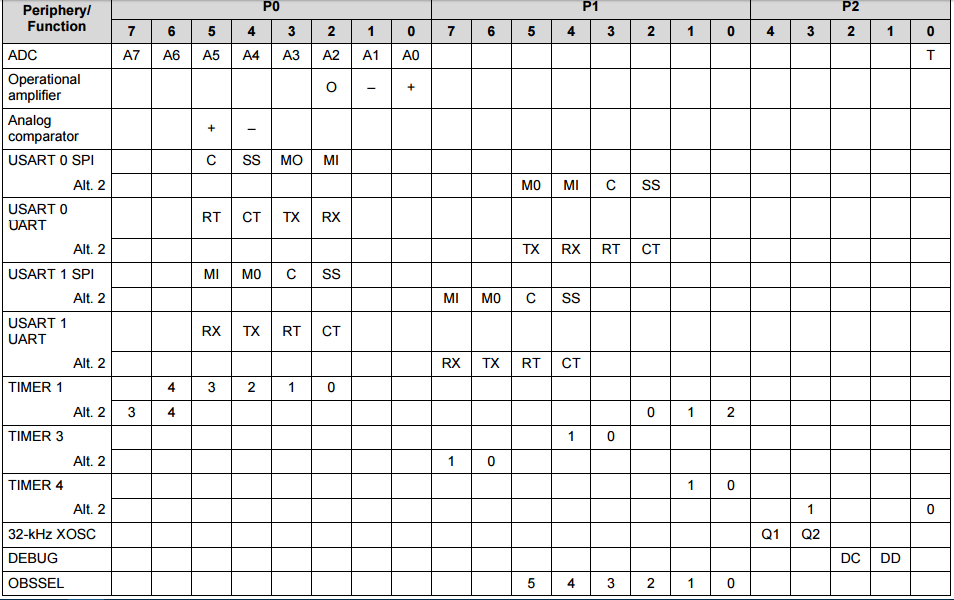 Periphery/ P0 P1 P2
Function 7 6 5 4 3 2 1 0 7 6 5 4 3 2 1 0 4 3 2 1 0
ADC A7 A6 A5 A4 A3 A2 A1 A0 T
Operational
amplifier O – +
Analog
comparator + –
USART 0 SPI C SS MO MI
Alt. 2 M0 MI C SS
USART 0
UART RT CT TX RX
Alt. 2 TX RX RT CT
USART 1 SPI MI M0 C SS
Alt. 2 MI M0 C SS
USART 1
UART RX TX RT CT
Alt. 2 RX TX RT CT
TIMER 1 4 3 2 1 0
Alt. 2 3 4 0 1 2
TIMER 3 1 0
Alt. 2 1 0
TIMER 4 1 0
Alt. 2 1 0
32-kHz XOSC Q1 Q2
DEBUG DC DD
OBSSEL 5 4 3 2 1 0